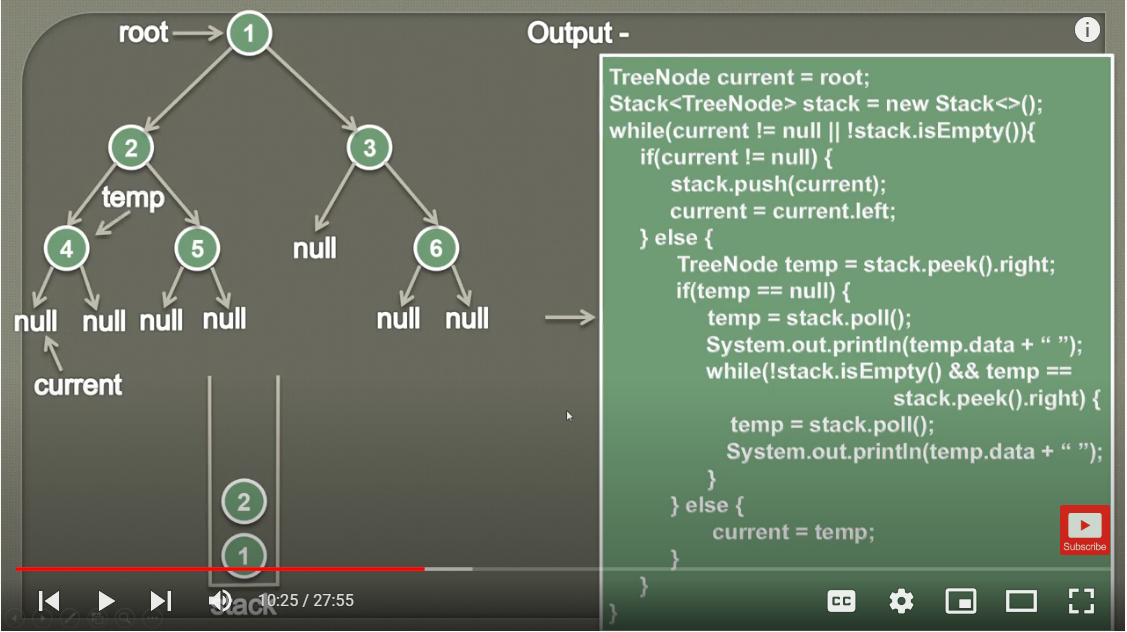 root
1
Output -
2
3
temp
4
5
null
6
null
null
null
null
null
null
current
2
1
stack
TreeNode current = root;
Stack<TreeNode> stack = new Stack<>();
while(current != null || !stack.isEmpty()){
if(current != null) {
stack.push(current);
current = current.left;
} else {
TreeNode temp = stack.peek().right;
if(temp == null) {
temp = stack.poll();
System.out.println(temp.data + “ ”);
while(!stack.isEmpty() && temp ==
stack.peek().right) {
temp = stack.poll();
System.out.println(temp.data + “ ”);
}
} else {
current = temp;
}
}
}
Subscribe
10:25 / 27:55
CC